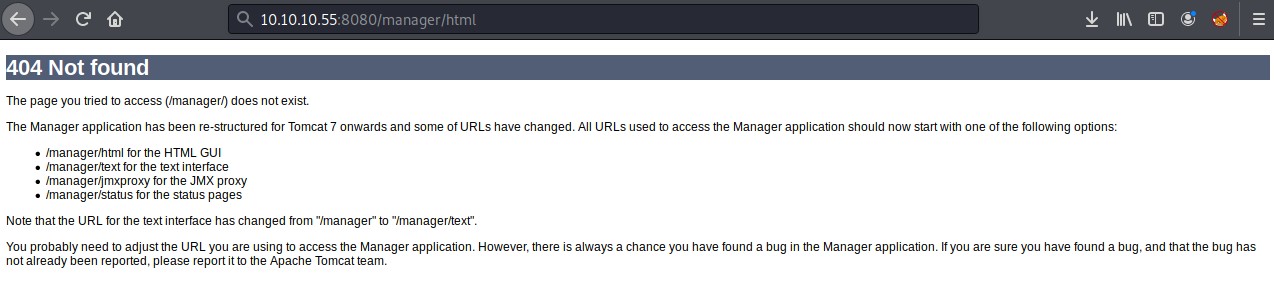 10.10.10.55:8080/manager/html
404 Not found
The page you tried to access (/manager/) does not exist.
The Manager application has been re-structured for Tomcat 7 onwards and some of URLs have changed. All URLs used to access the Manager application should now start with one of the following options:
• /manager/html for the HTML GUI
• /manager/text for the text interface
• /manager/jmxproxy for the JMX proxy
• /manager/status for the status pages
Note that the URL for the text interface has changed from "/manager" to "/manager/text".
You probably need to adjust the URL you are using to access the Manager application. However, there is always a chance you have found a bug in the Manager application. If you are sure you have found a bug, and that the bug has
not already been reported, please report it to the Apache Tomcat team.